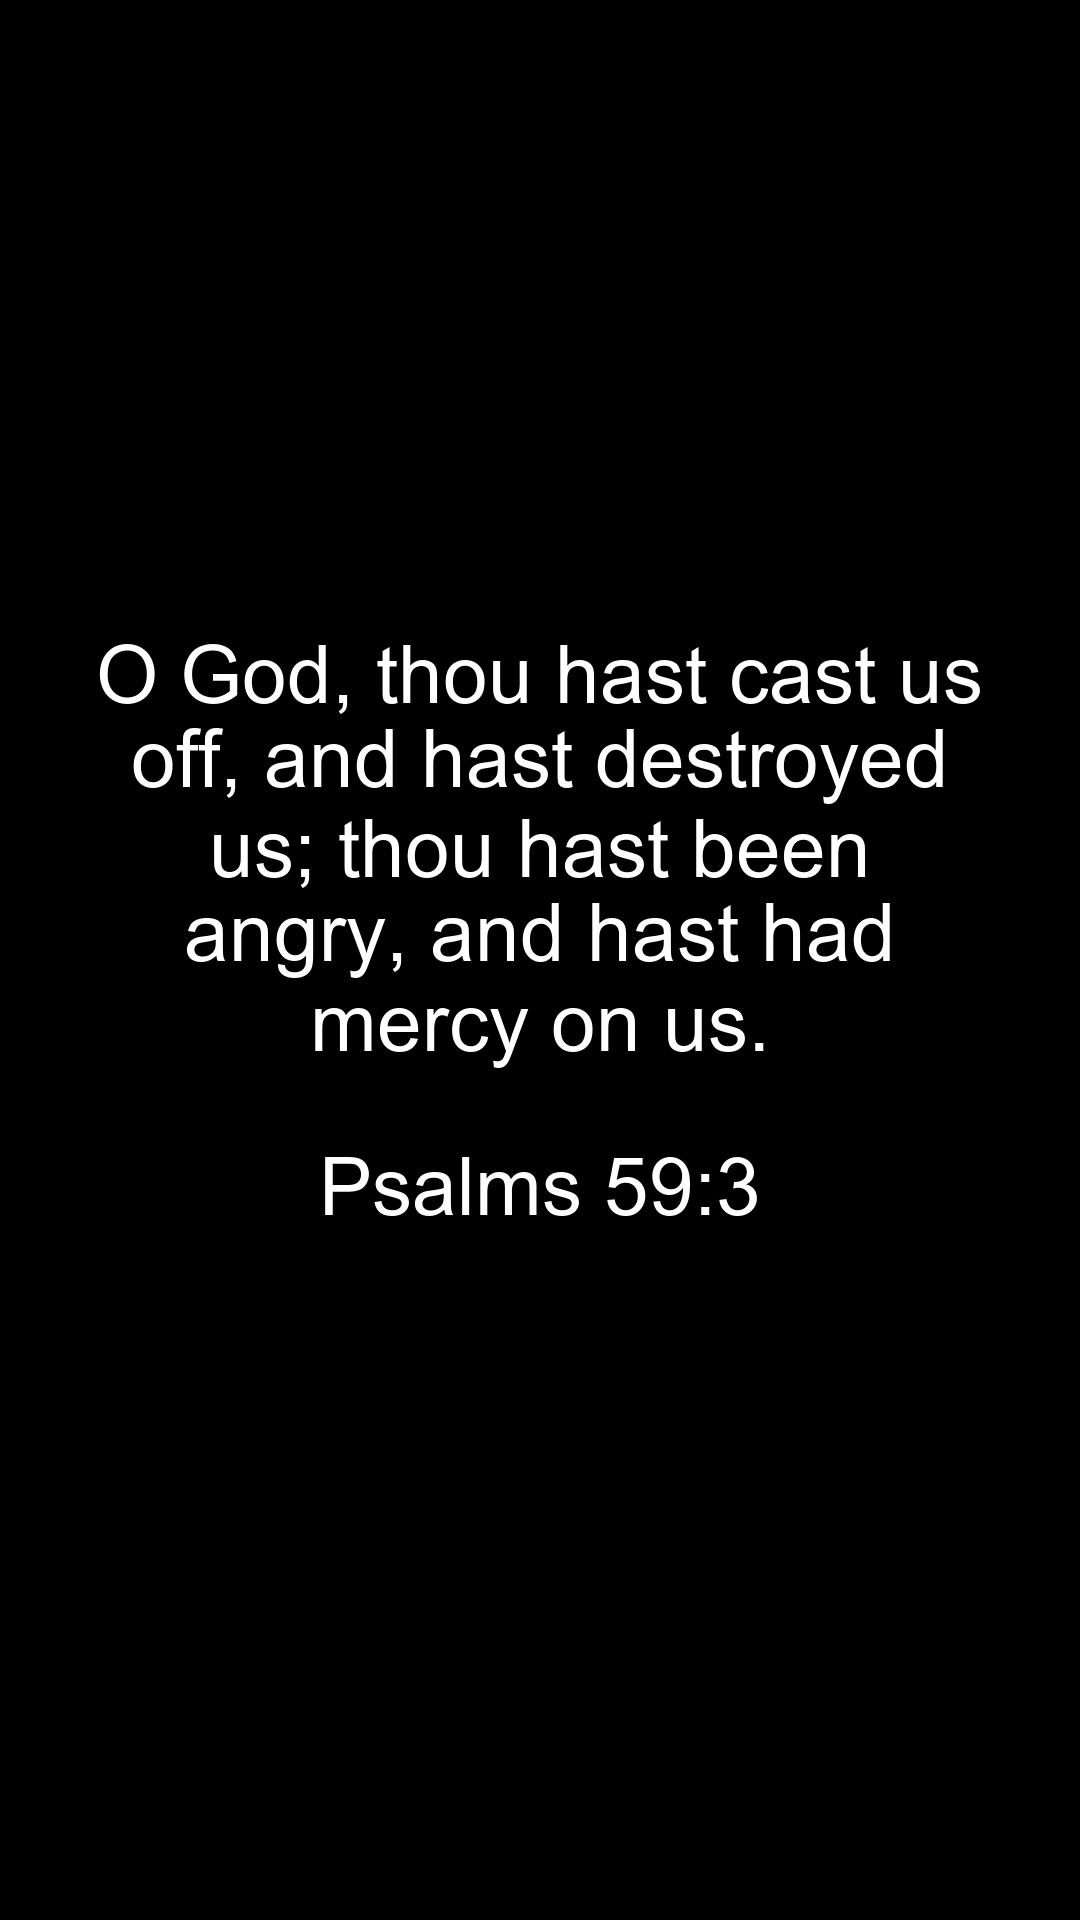 O God, thou hast cast us
off, and hast destroyed
us; thou hast been
angry, and hast had
mercy on us.
Psalms 59:3